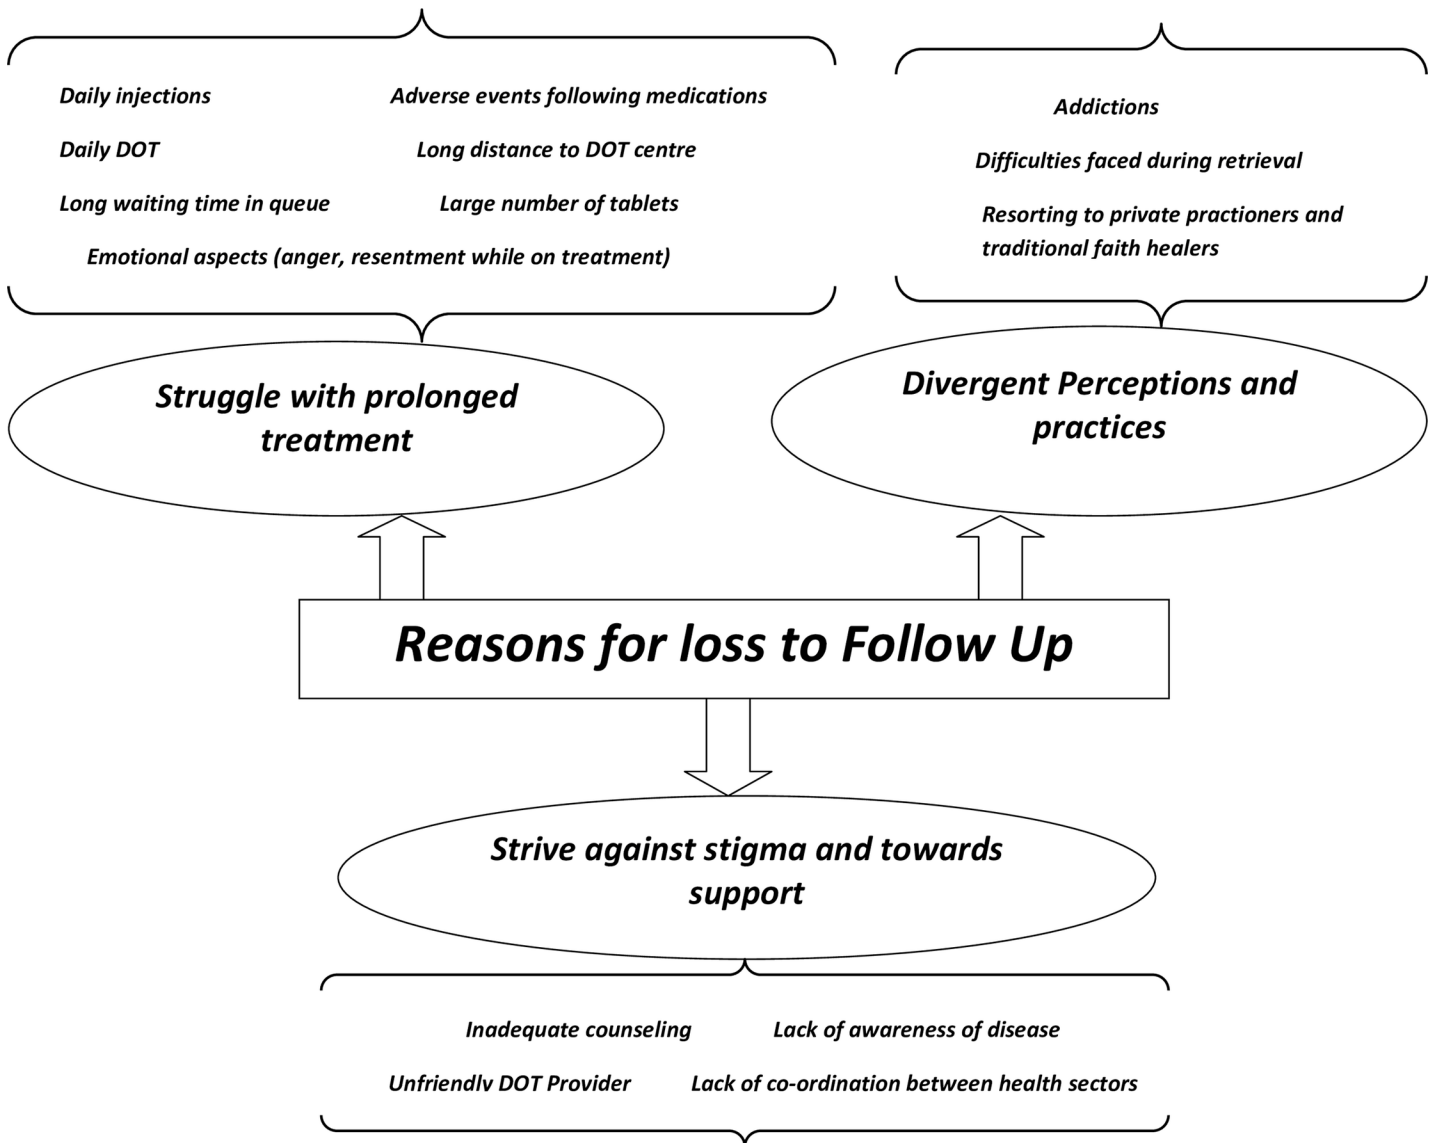 Daily injections
Adverse events following medications
Daily DOT
Long distance to DOT centre
Long waiting time in queue
Large number of tablets
Emotional aspects (anger, resentment while on treatment)
Addictions
Difficulties faced during retrieval
Resorting to private practioners and
traditional faith healers
Struggle with prolonged
treatment
Divergent Perceptions and
practices
Reasons for loss to Follow Up
Strive against stigma and towards
support
Inadequate counseling
Lack of awareness of disease
Unfriendly DOT Provider
Lack of co-ordination between health sectors